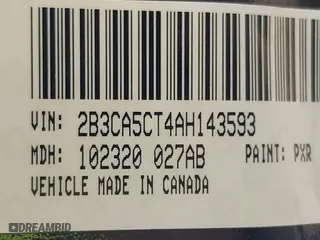 VIN: 2B3CA5CT4AH143593
MDH: 102320 027AB PAINT: PXR
VEHICLE MADE IN CANADA
DREAMBID